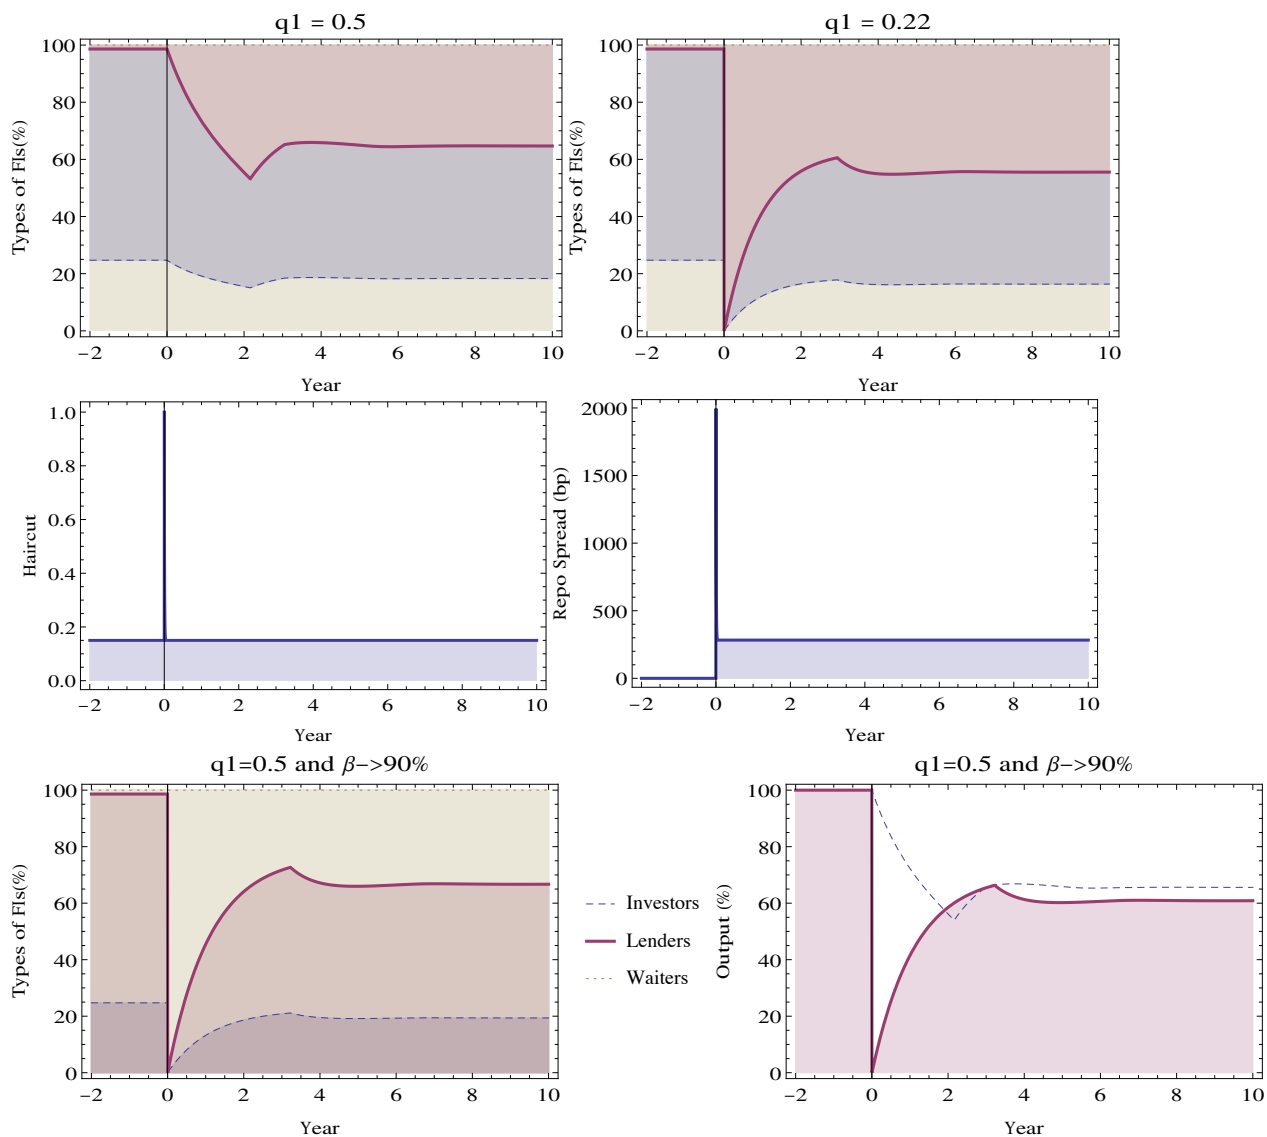 q1 = 0.5
q1 = 0.22
Types of FIs(%)
100
80
60
40
20
0
−2 0 2 4 6 8 10
Year
Types of FIs(%)
100
80
60
40
20
0
−2 0 2 4 6 8 10
Year
Haircut
1.0
0.8
0.6
0.4
0.2
0.0
−2 0 2 4 6 8 10
Year
Repo Spread (bp)
2000
1500
1000
500
0
−2 0 2 4 6 8 10
Year
q1=0.5 and β−>90%
Types of FIs(%)
100
80
60
40
20
0
−2 0 2 4 6 8 10
Year
Investors
Lenders
Waiters
q1=0.5 and β−>90%
Output (%)
100
80
60
40
20
0
−2 0 2 4 6 8 10
Year